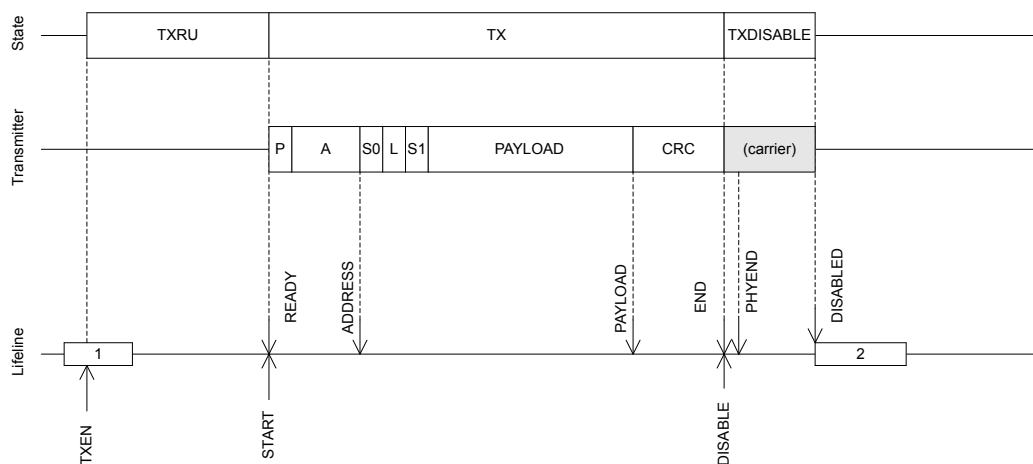 State
TXRU
TX
TXDISABLE
Transmitter
P
A
S0
L
S1
PAYLOAD
CRC
(carrier)
READY
ADDRESS
PAYLOAD
END
PHYEND
DISABLED
Lifeline
1
2
TXEN
START
DISABLE